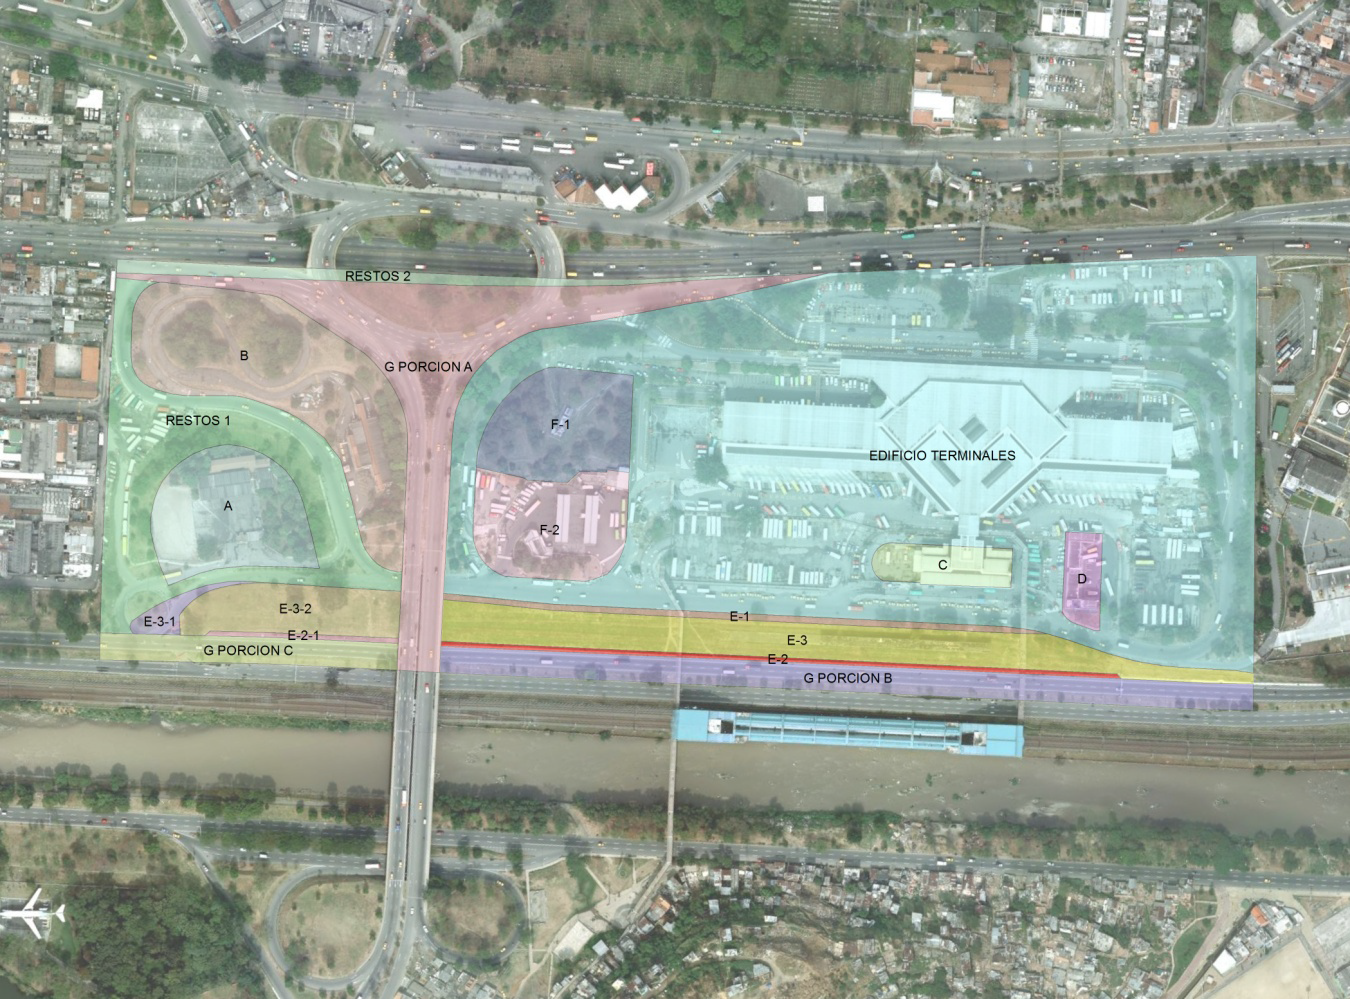 RESTOS 2
B
G PORCION A
RESTOS 1
F-1
EDIFICIO TERMINALES
A
F-2
C
D
E-3-2
E-1
E-3-1
E-2-1
E-3
G PORCION C
E-2
G PORCION B